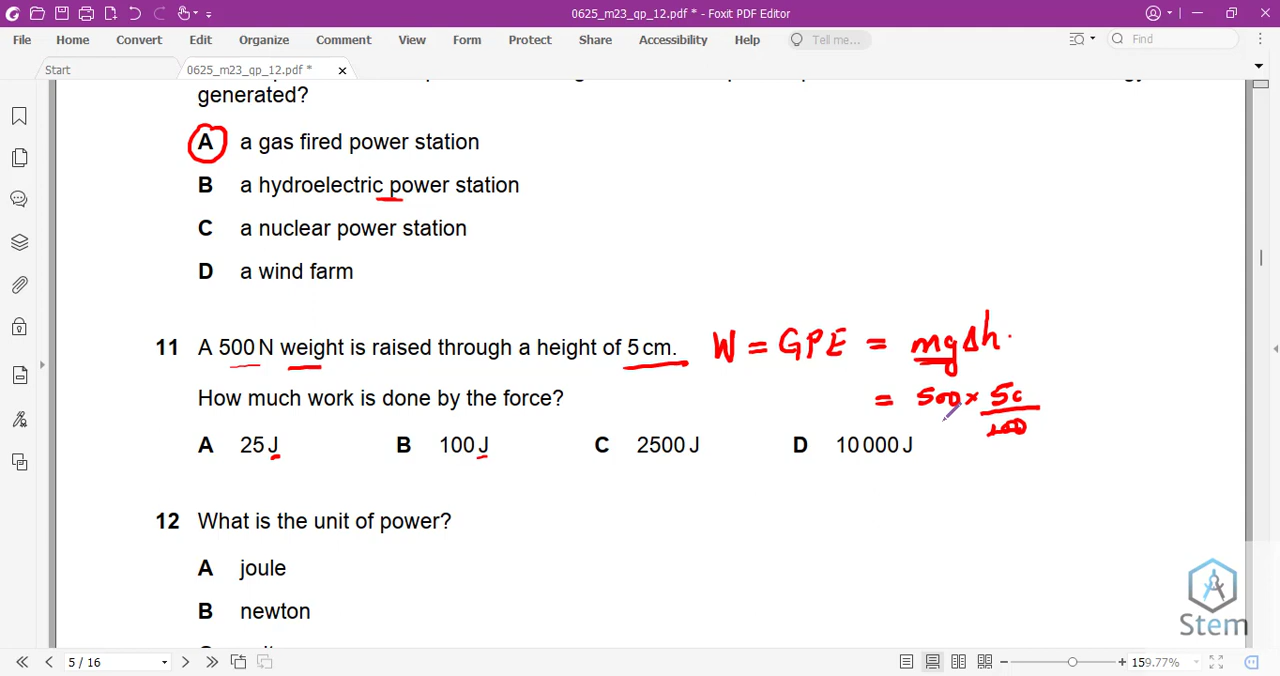 0625_m23_qp_12.pdf * - Foxit PDF Editor
File Home Convert Edit Organize Comment View Form Protect Share Accessibility Help Tell me... Find
Start 0625_m23_qp_12.pdf *
generated?
A a gas fired power station
B a hydroelectric power station
C a nuclear power station
D a wind farm
11 A 500 N weight is raised through a height of 5 cm. W = GPE = mgΔh.
How much work is done by the force? = 500 × 5c/100
A 25 J B 100 J C 2500 J D 10 000 J
12 What is the unit of power?
A joule
B newton
Stem
5 / 16 159.77%